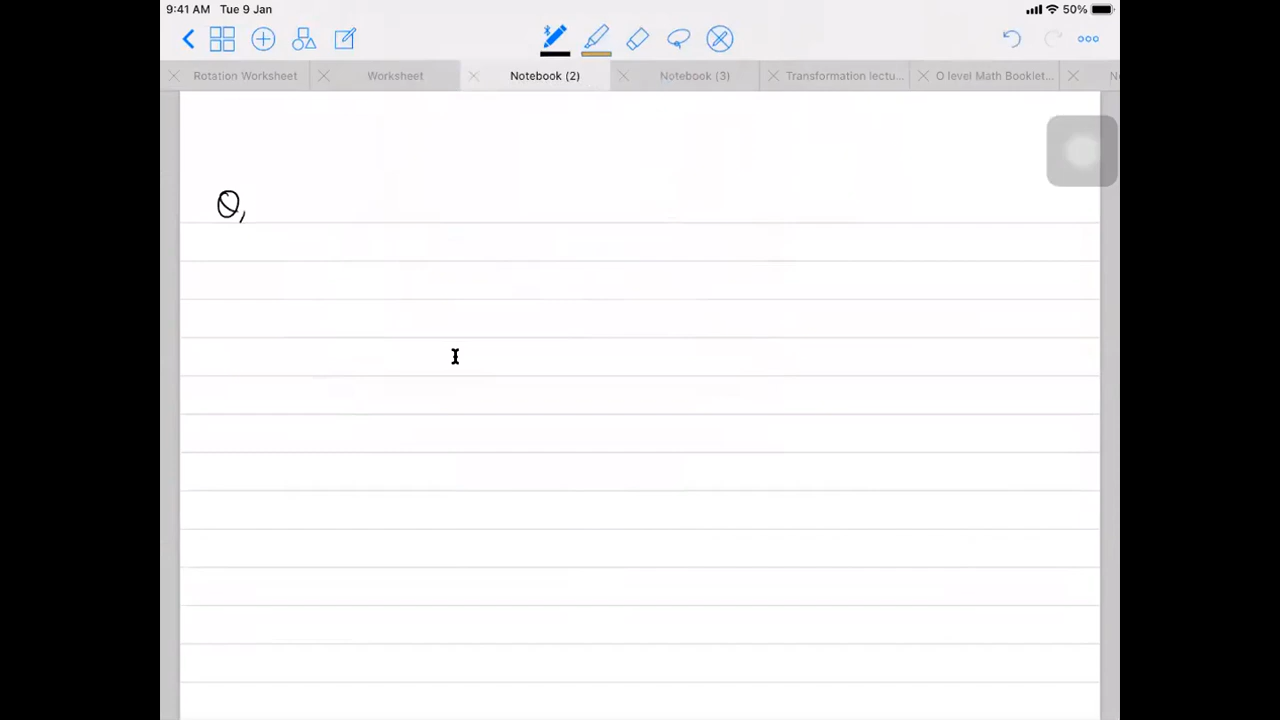 9:41 AM Tue 9 Jan 50%
Rotation Worksheet Worksheet Notebook (2) Notebook (3) Transformation lectu... O level Math Booklet...
Q,